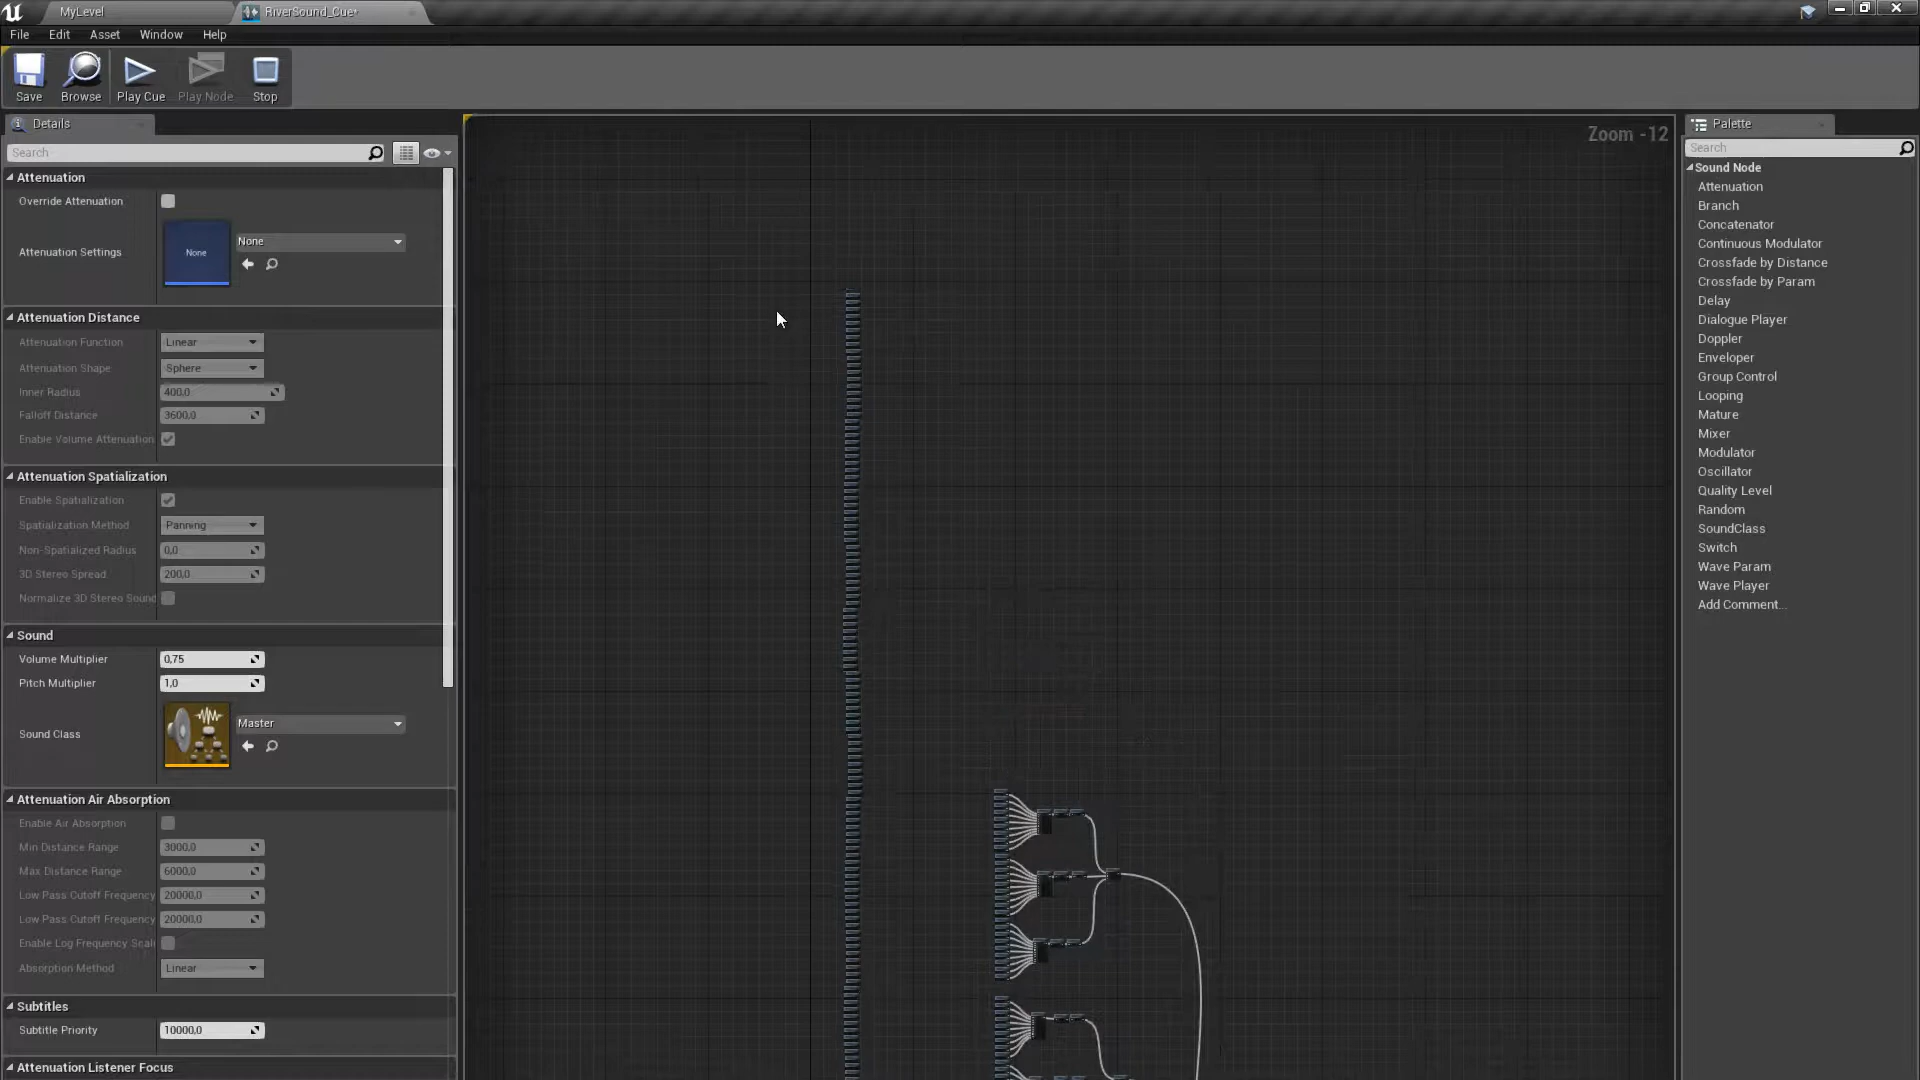 MyLevel
RiverSound_Cue*
File Edit Asset Window Help
Save Browse Play Cue Play Node Stop
Details
Search
Attenuation
Override Attenuation
Attenuation Settings
None
None
Attenuation Distance
Attenuation Function Linear
Attenuation Shape Sphere
Inner Radius 400,0
Falloff Distance 3600,0
Enable Volume Attenuation
Attenuation Spatialization
Enable Spatialization
Spatialization Method Panning
Non-Spatialized Radius 0,0
3D Stereo Spread 200,0
Normalize 3D Stereo Sound
Sound
Volume Multiplier 0,75
Pitch Multiplier 1,0
Sound Class Master
Attenuation Air Absorption
Enable Air Absorption
Min Distance Range 3000,0
Max Distance Range 6000,0
Low Pass Cutoff Frequency 20000,0
Low Pass Cutoff Frequency 20000,0
Enable Log Frequency Scali
Absorption Method Linear
Subtitles
Subtitle Priority 10000,0
Attenuation Listener Focus
Zoom -12
Palette
Search
Sound Node
Attenuation
Branch
Concatenator
Continuous Modulator
Crossfade by Distance
Crossfade by Param
Delay
Dialogue Player
Doppler
Enveloper
Group Control
Looping
Mature
Mixer
Modulator
Oscillator
Quality Level
Random
SoundClass
Switch
Wave Param
Wave Player
Add Comment...